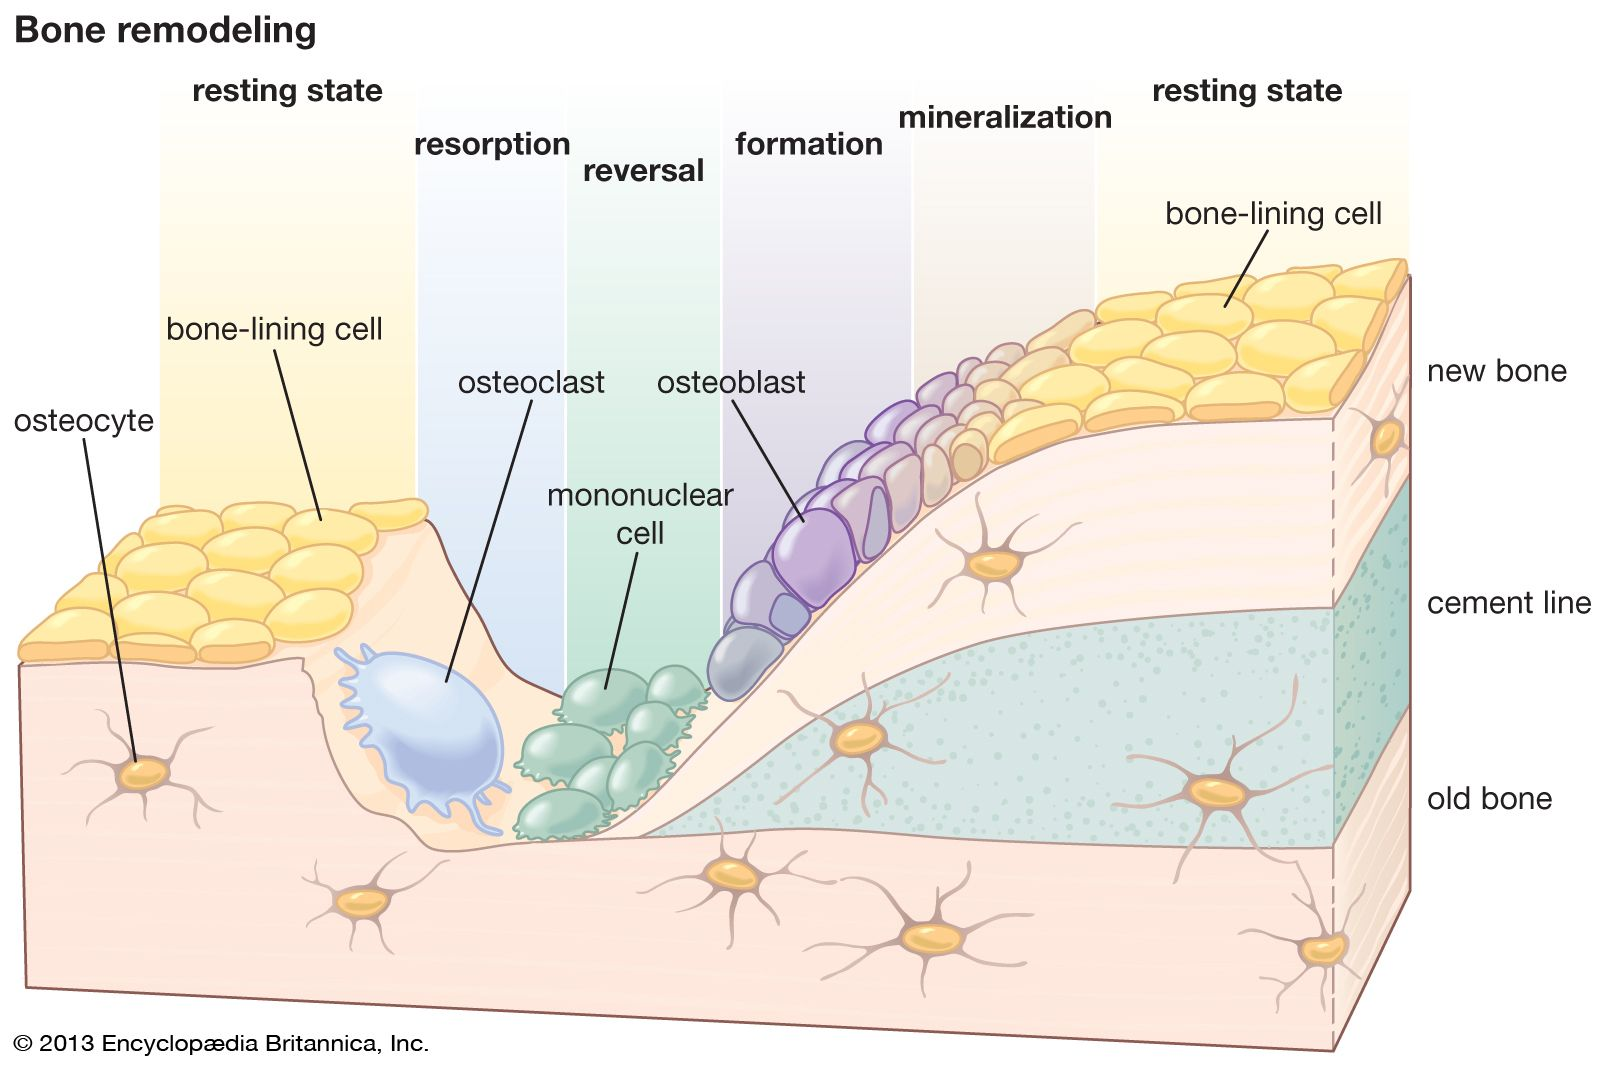 Bone remodeling
resting state
resorption
reversal
formation
mineralization
resting state
bone-lining cell
bone-lining cell
osteocyte
osteoclast
osteoblast
mononuclear
cell
new bone
cement line
old bone
© 2013 Encyclopædia Britannica, Inc.